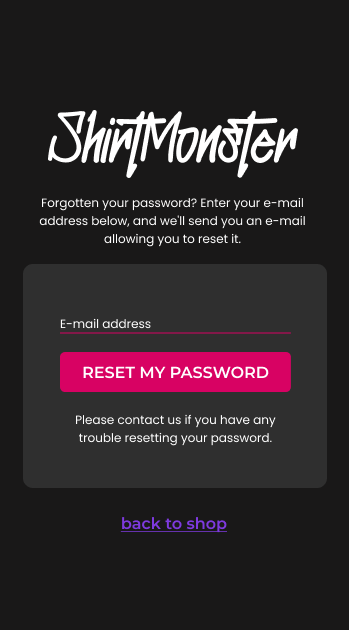 ShirtMonster
Forgotten your password? Enter your e-mail
address below, and we'll send you an e-mail
allowing you to reset it.
E-mail address
RESET MY PASSWORD
Please contact us if you have any
trouble resetting your password.
back to shop